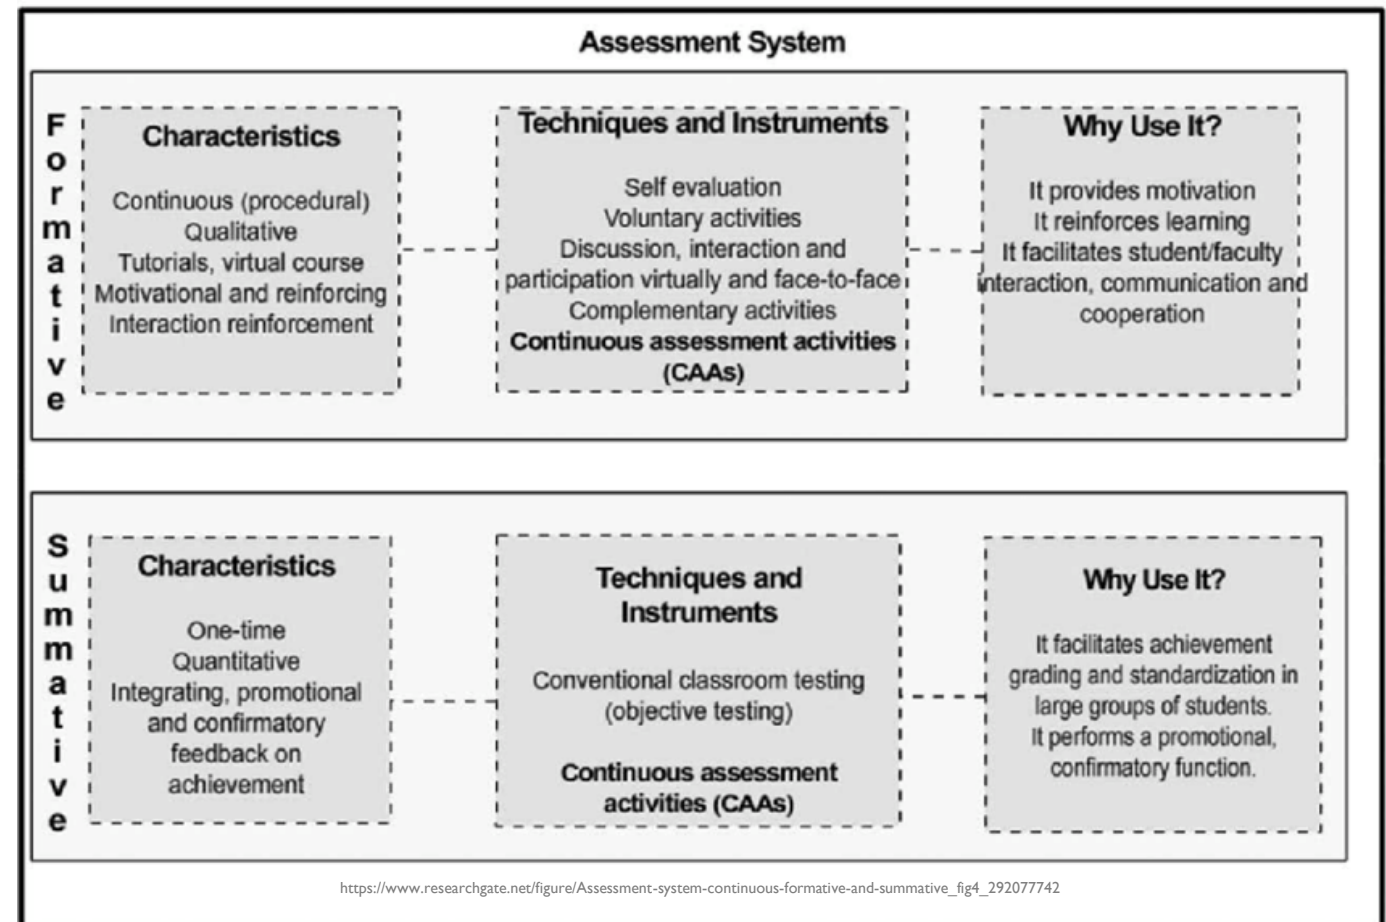 Assessment System
Formative
Characteristics
Continuous (procedural)
Qualitative
Tutorials, virtual course
Motivational and reinforcing
Interaction reinforcement
Techniques and Instruments
Self evaluation
Voluntary activities
Discussion, interaction and
participation virtually and face-to-face
Complementary activities
Continuous assessment activities
(CAAs)
Why Use It?
It provides motivation
It reinforces learning
It facilitates student/faculty
interaction, communication and
cooperation
Summative
Characteristics
One-time
Quantitative
Integrating, promotional
and confirmatory
feedback on
achievement
Techniques and
Instruments
Conventional classroom testing
(objective testing)
Continuous assessment
activities (CAAs)
Why Use It?
It facilitates achievement
grading and standardization in
large groups of students.
It performs a promotional,
confirmatory function.
https://www.researchgate.net/figure/Assessment-system-continuous-formative-and-summative_fig4_292077742